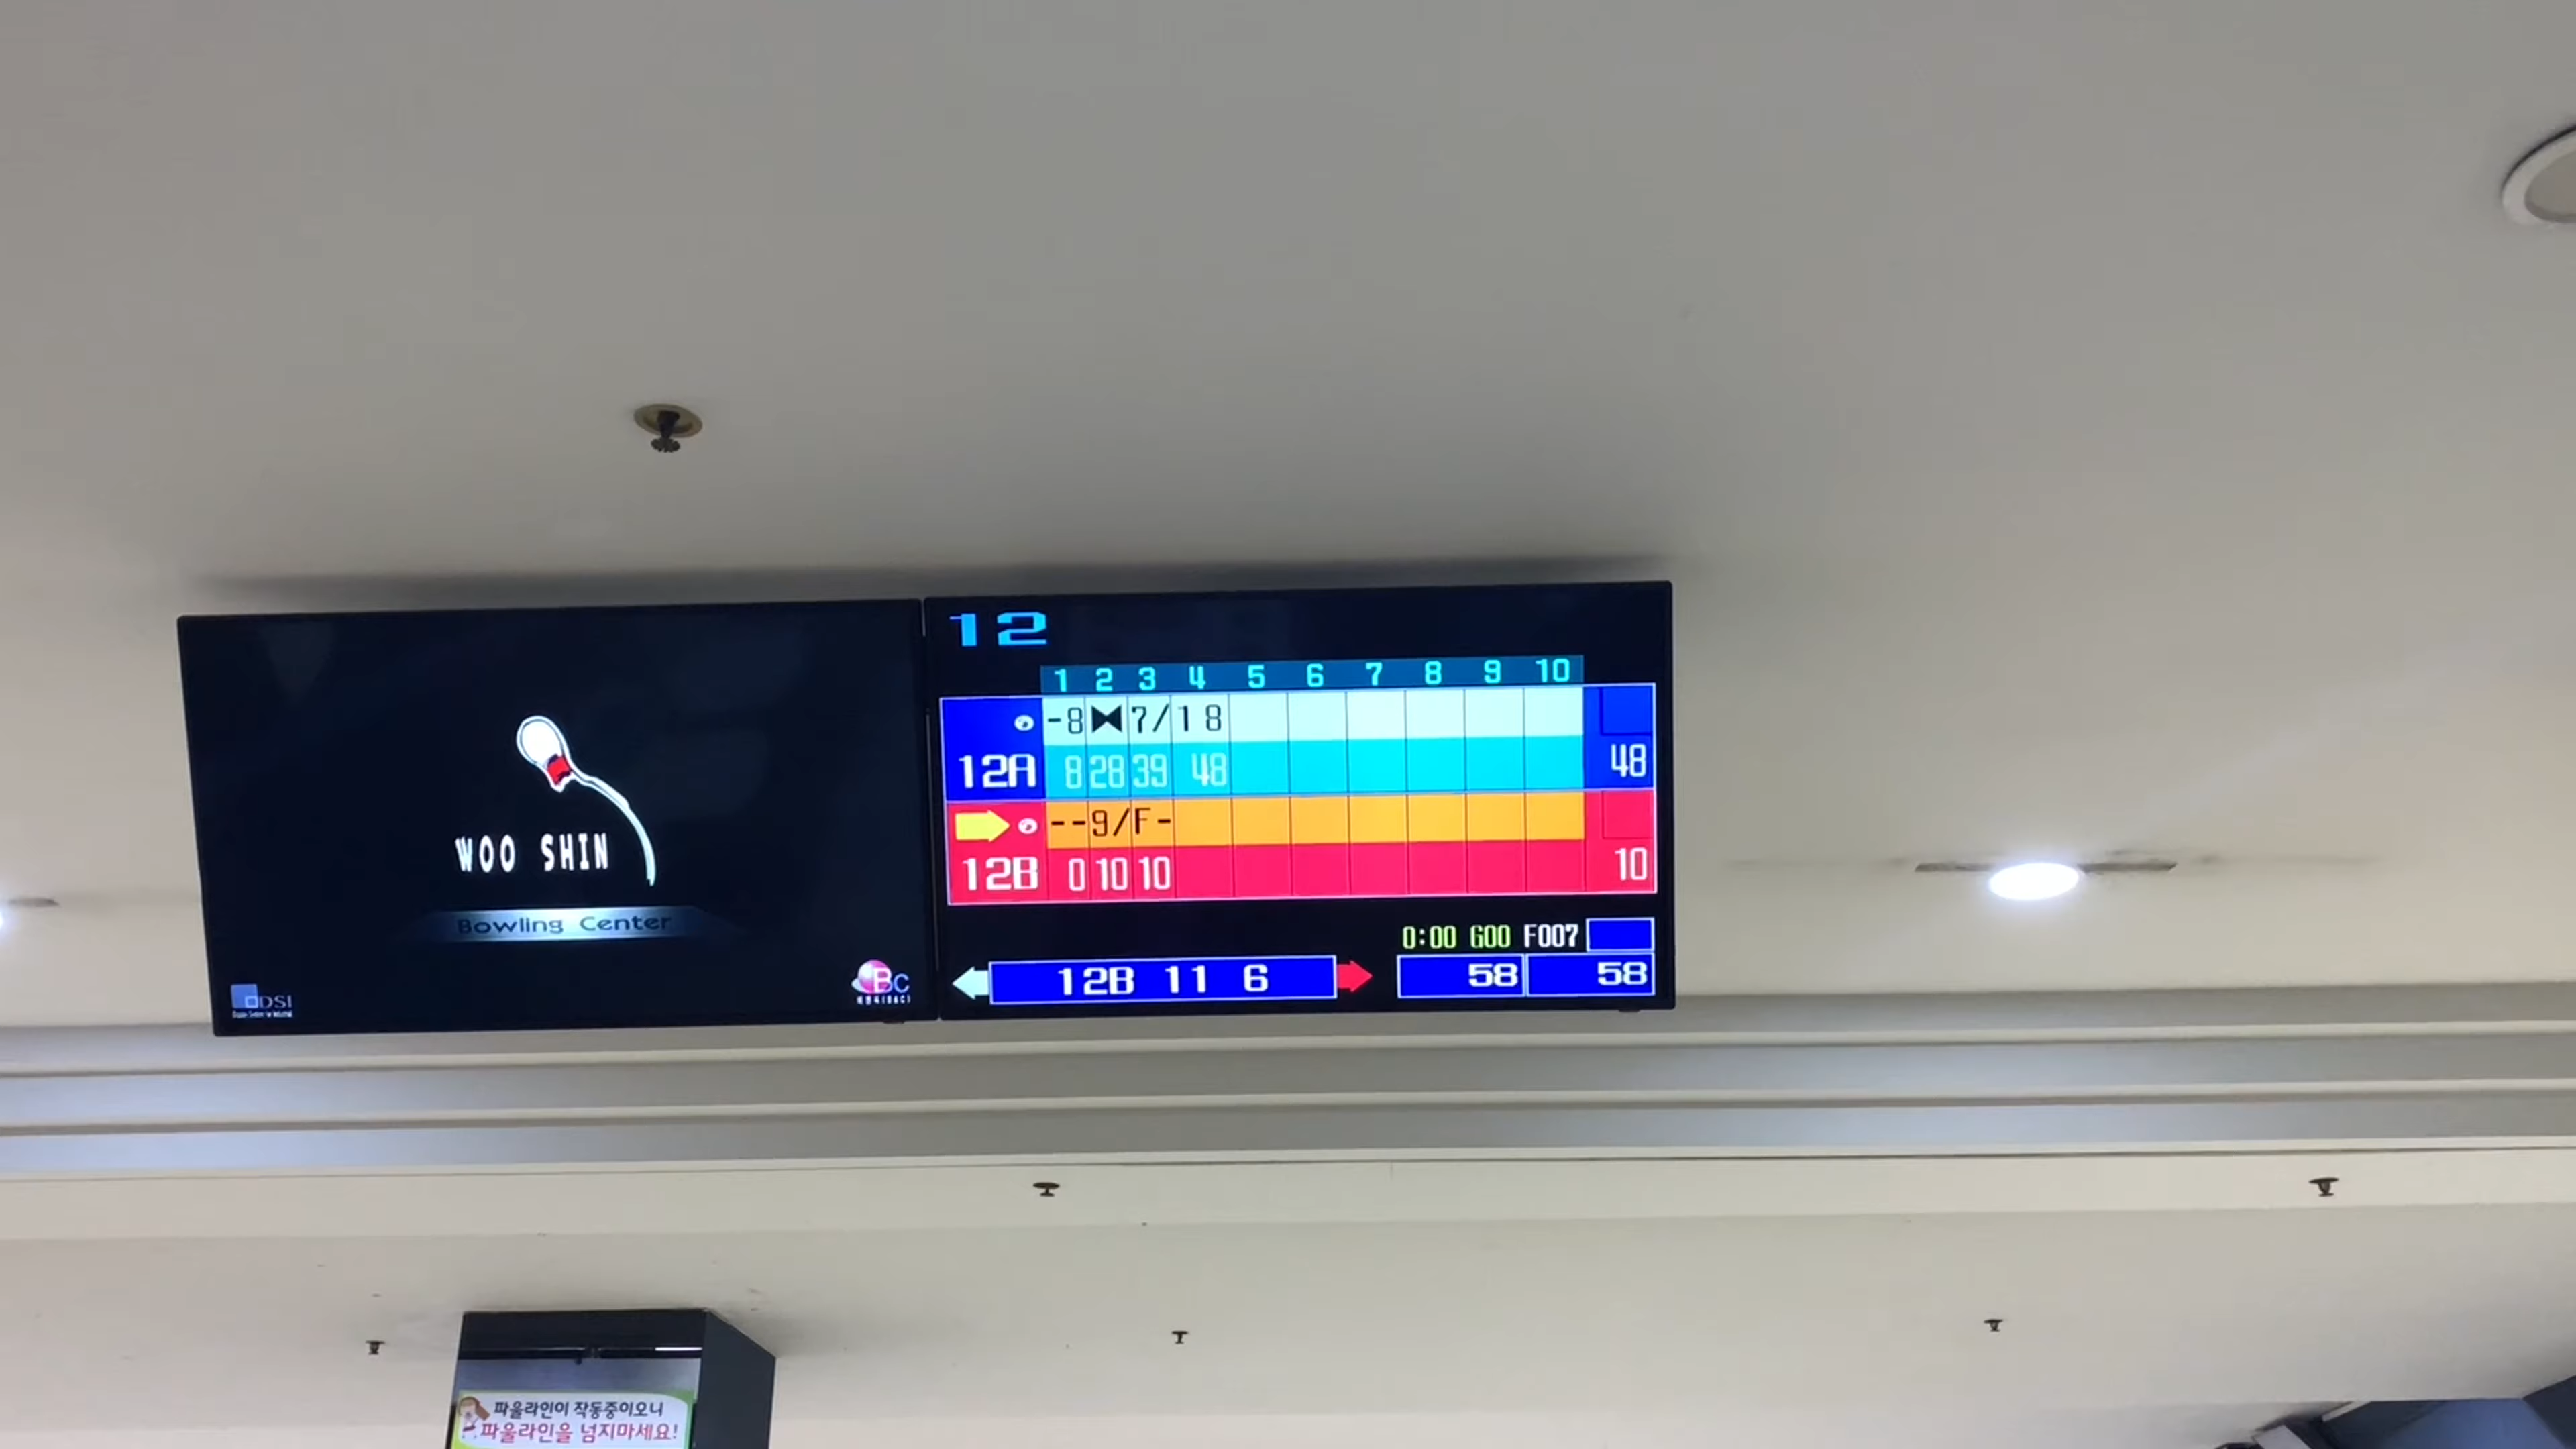 WOO SHIN
Bowling Center
DSI
BC
12
1 2 3 4 5 6 7 8 9 10
-8 7/ 1 8
12A 8 28 39 48 48
-- 9/ F-
12B 0 10 10 10
0:00 G00 F007
12B 11 6 58 58
파울라인이 작동중이오니
파울라인을 넘지마세요!